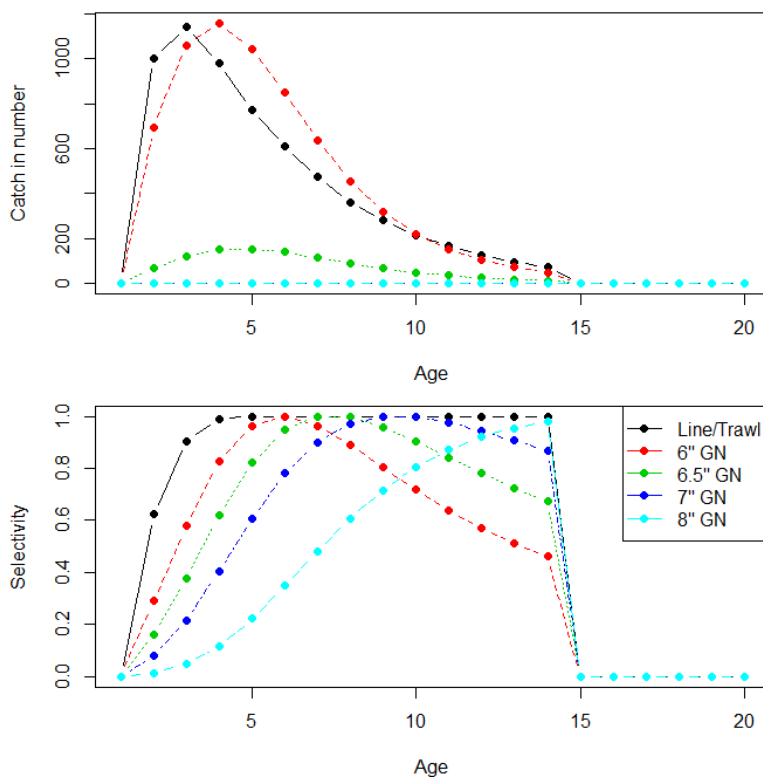 Catch in number
1000
600
200
0
5
10
15
20
Age
Selectivity
1.0
0.8
0.6
0.4
0.2
0.0
Line/Trawl
6" GN
6.5" GN
7" GN
8" GN
5
10
15
20
Age